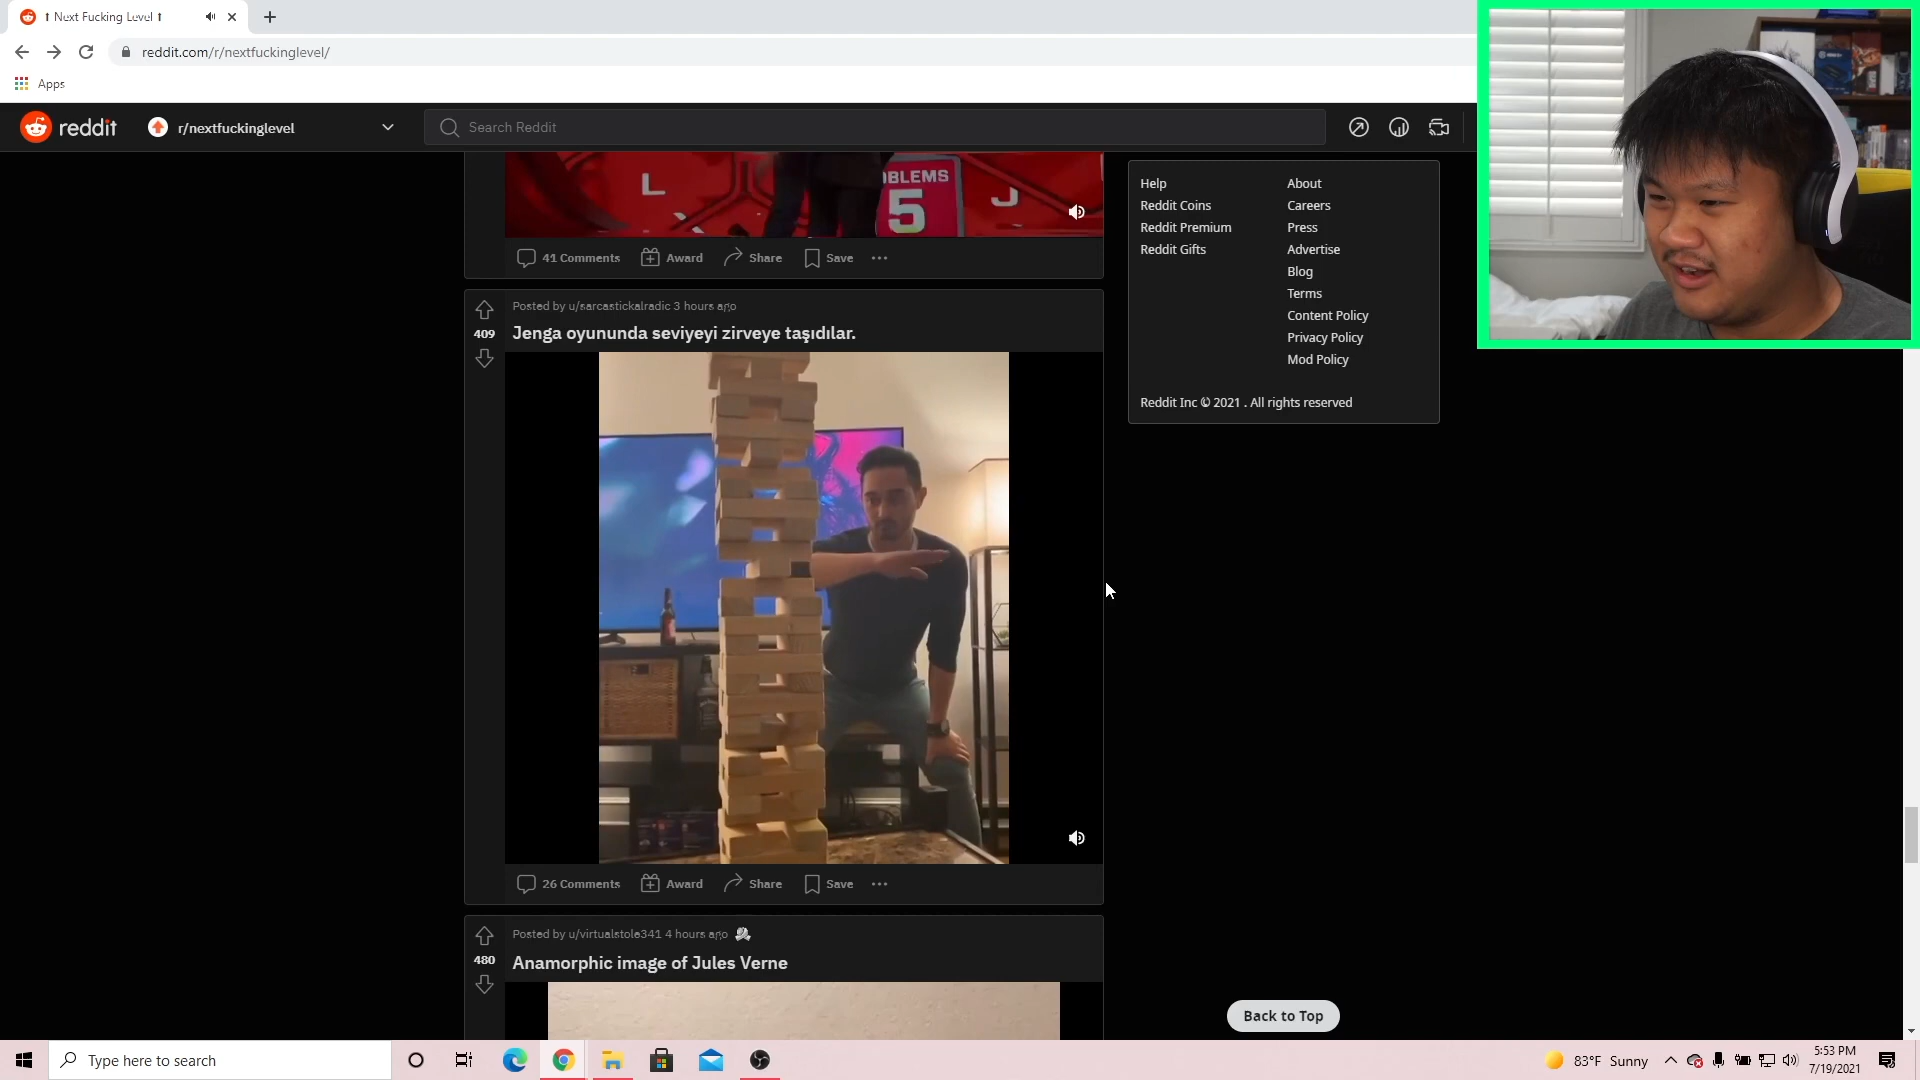 Next Fucking Level
reddit.com/r/nextfuckinglevel/
Apps
reddit
r/nextfuckinglevel
Search Reddit
L
OBLEMS
5
J
41 Comments
Award
Share
Save
Help
About
Reddit Coins
Careers
Reddit Premium
Press
Reddit Gifts
Advertise
Blog
Terms
Content Policy
Privacy Policy
Mod Policy
Reddit Inc © 2021 . All rights reserved
Posted by u/sarcastickalradic 3 hours ago
409
Jenga oyununda seviyeyi zirveye taşıdılar.
26 Comments
Award
Share
Save
Posted by u/virtualstole341 4 hours ago
480
Anamorphic image of Jules Verne
Back to Top
Type here to search
83°F Sunny
5:53 PM
7/19/2021